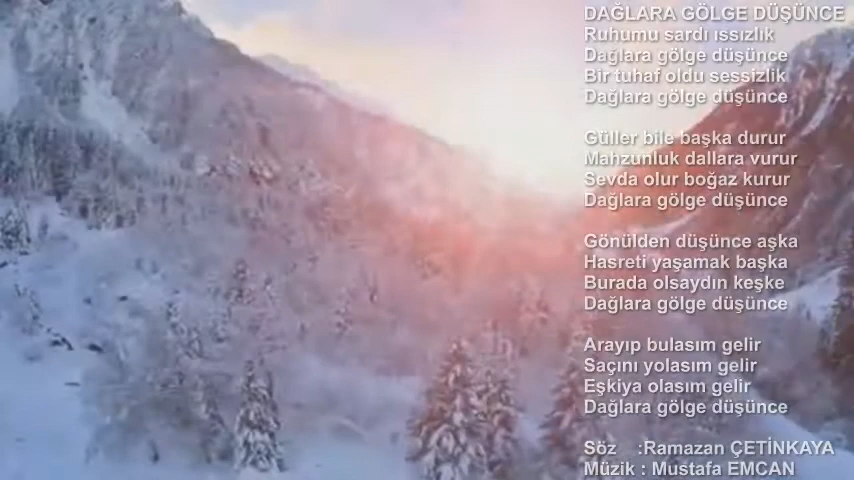 DAĞLARA GÖLGE DÜŞÜNCE
Ruhumu sardı ıssızlık
Dağlara gölge düşünce
Bir tuhaf oldu sessizlik
Dağlara gölge düşünce
Güller bile başka durur
Mahzunluk dallara vurur
Sevda olur boğaz kurur
Dağlara gölge düşünce
Gönülden düşünce aşka
Hasreti yaşamak başka
Burada olsaydın keşke
Dağlara gölge düşünce
Arayıp bulasım gelir
Saçını yolasım gelir
Eşkiya olasım gelir
Dağlara gölge düşünce
Söz :Ramazan ÇETİNKAYA
Müzik : Mustafa EMCAN